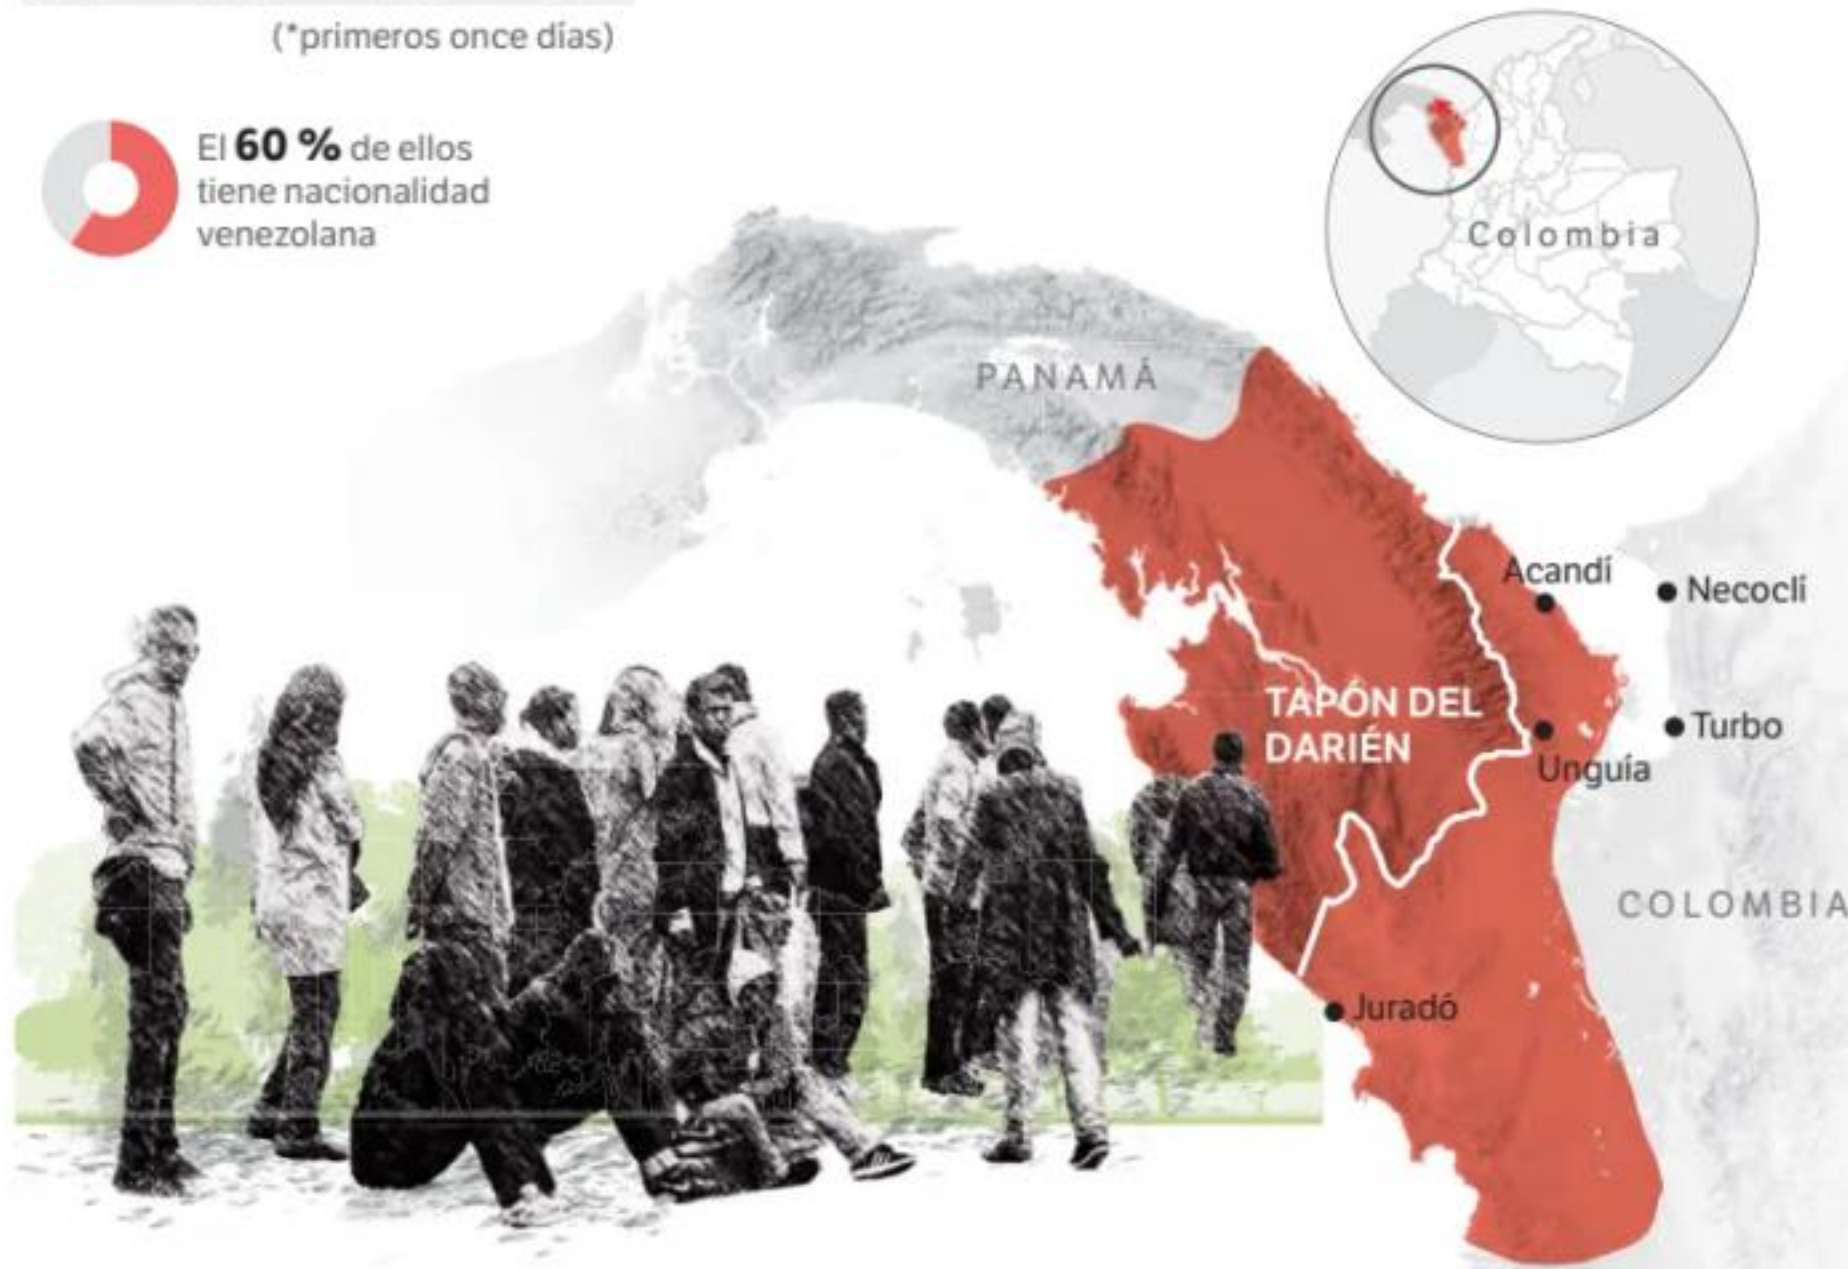 (*primeros once días)
El 60 % de ellos
tiene nacionalidad
venezolana
Colombia
PANAMÁ
Acandí
Necoclí
TAPÓN DEL
DARIÉN
Turbo
Unguía
COLOMBIA
Juradó